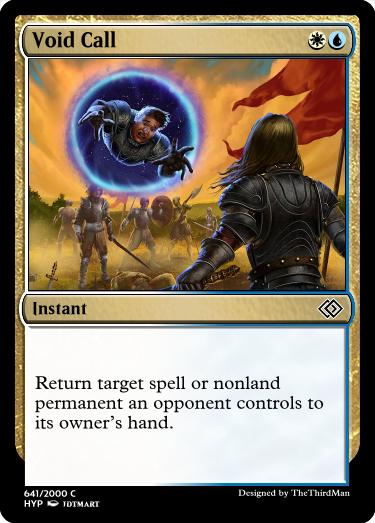 Void Call
Instant
Return target spell or nonland
permanent an opponent controls to
its owner's hand.
641/2000 C
HYP JDTMART
Designed by TheThirdMan